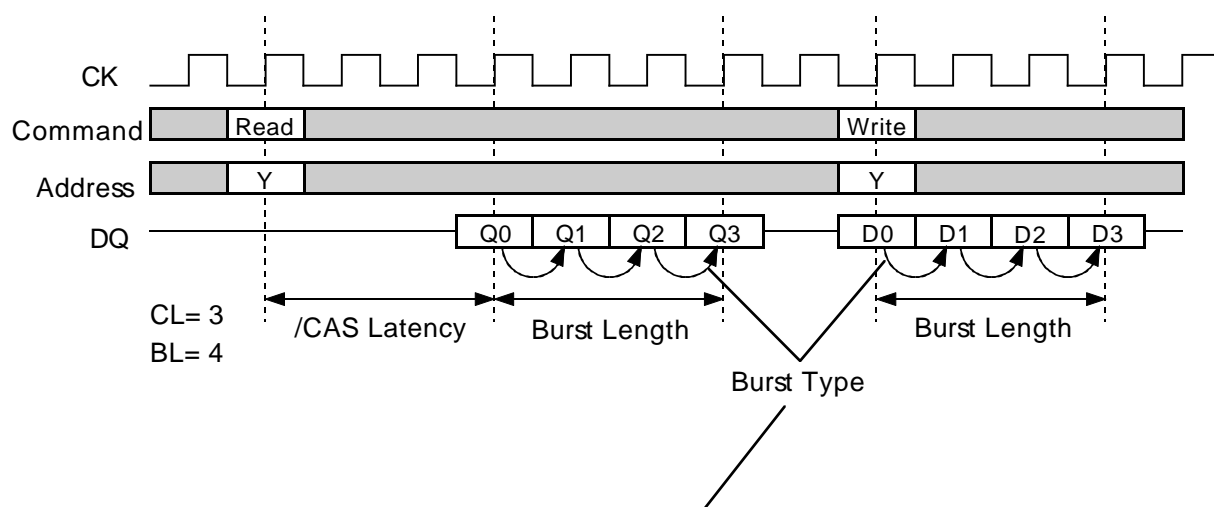 CK
Command Read Write
Address Y Y
DQ Q0 Q1 Q2 Q3 D0 D1 D2 D3
CL= 3 /CAS Latency Burst Length Burst Length
BL= 4
Burst Type